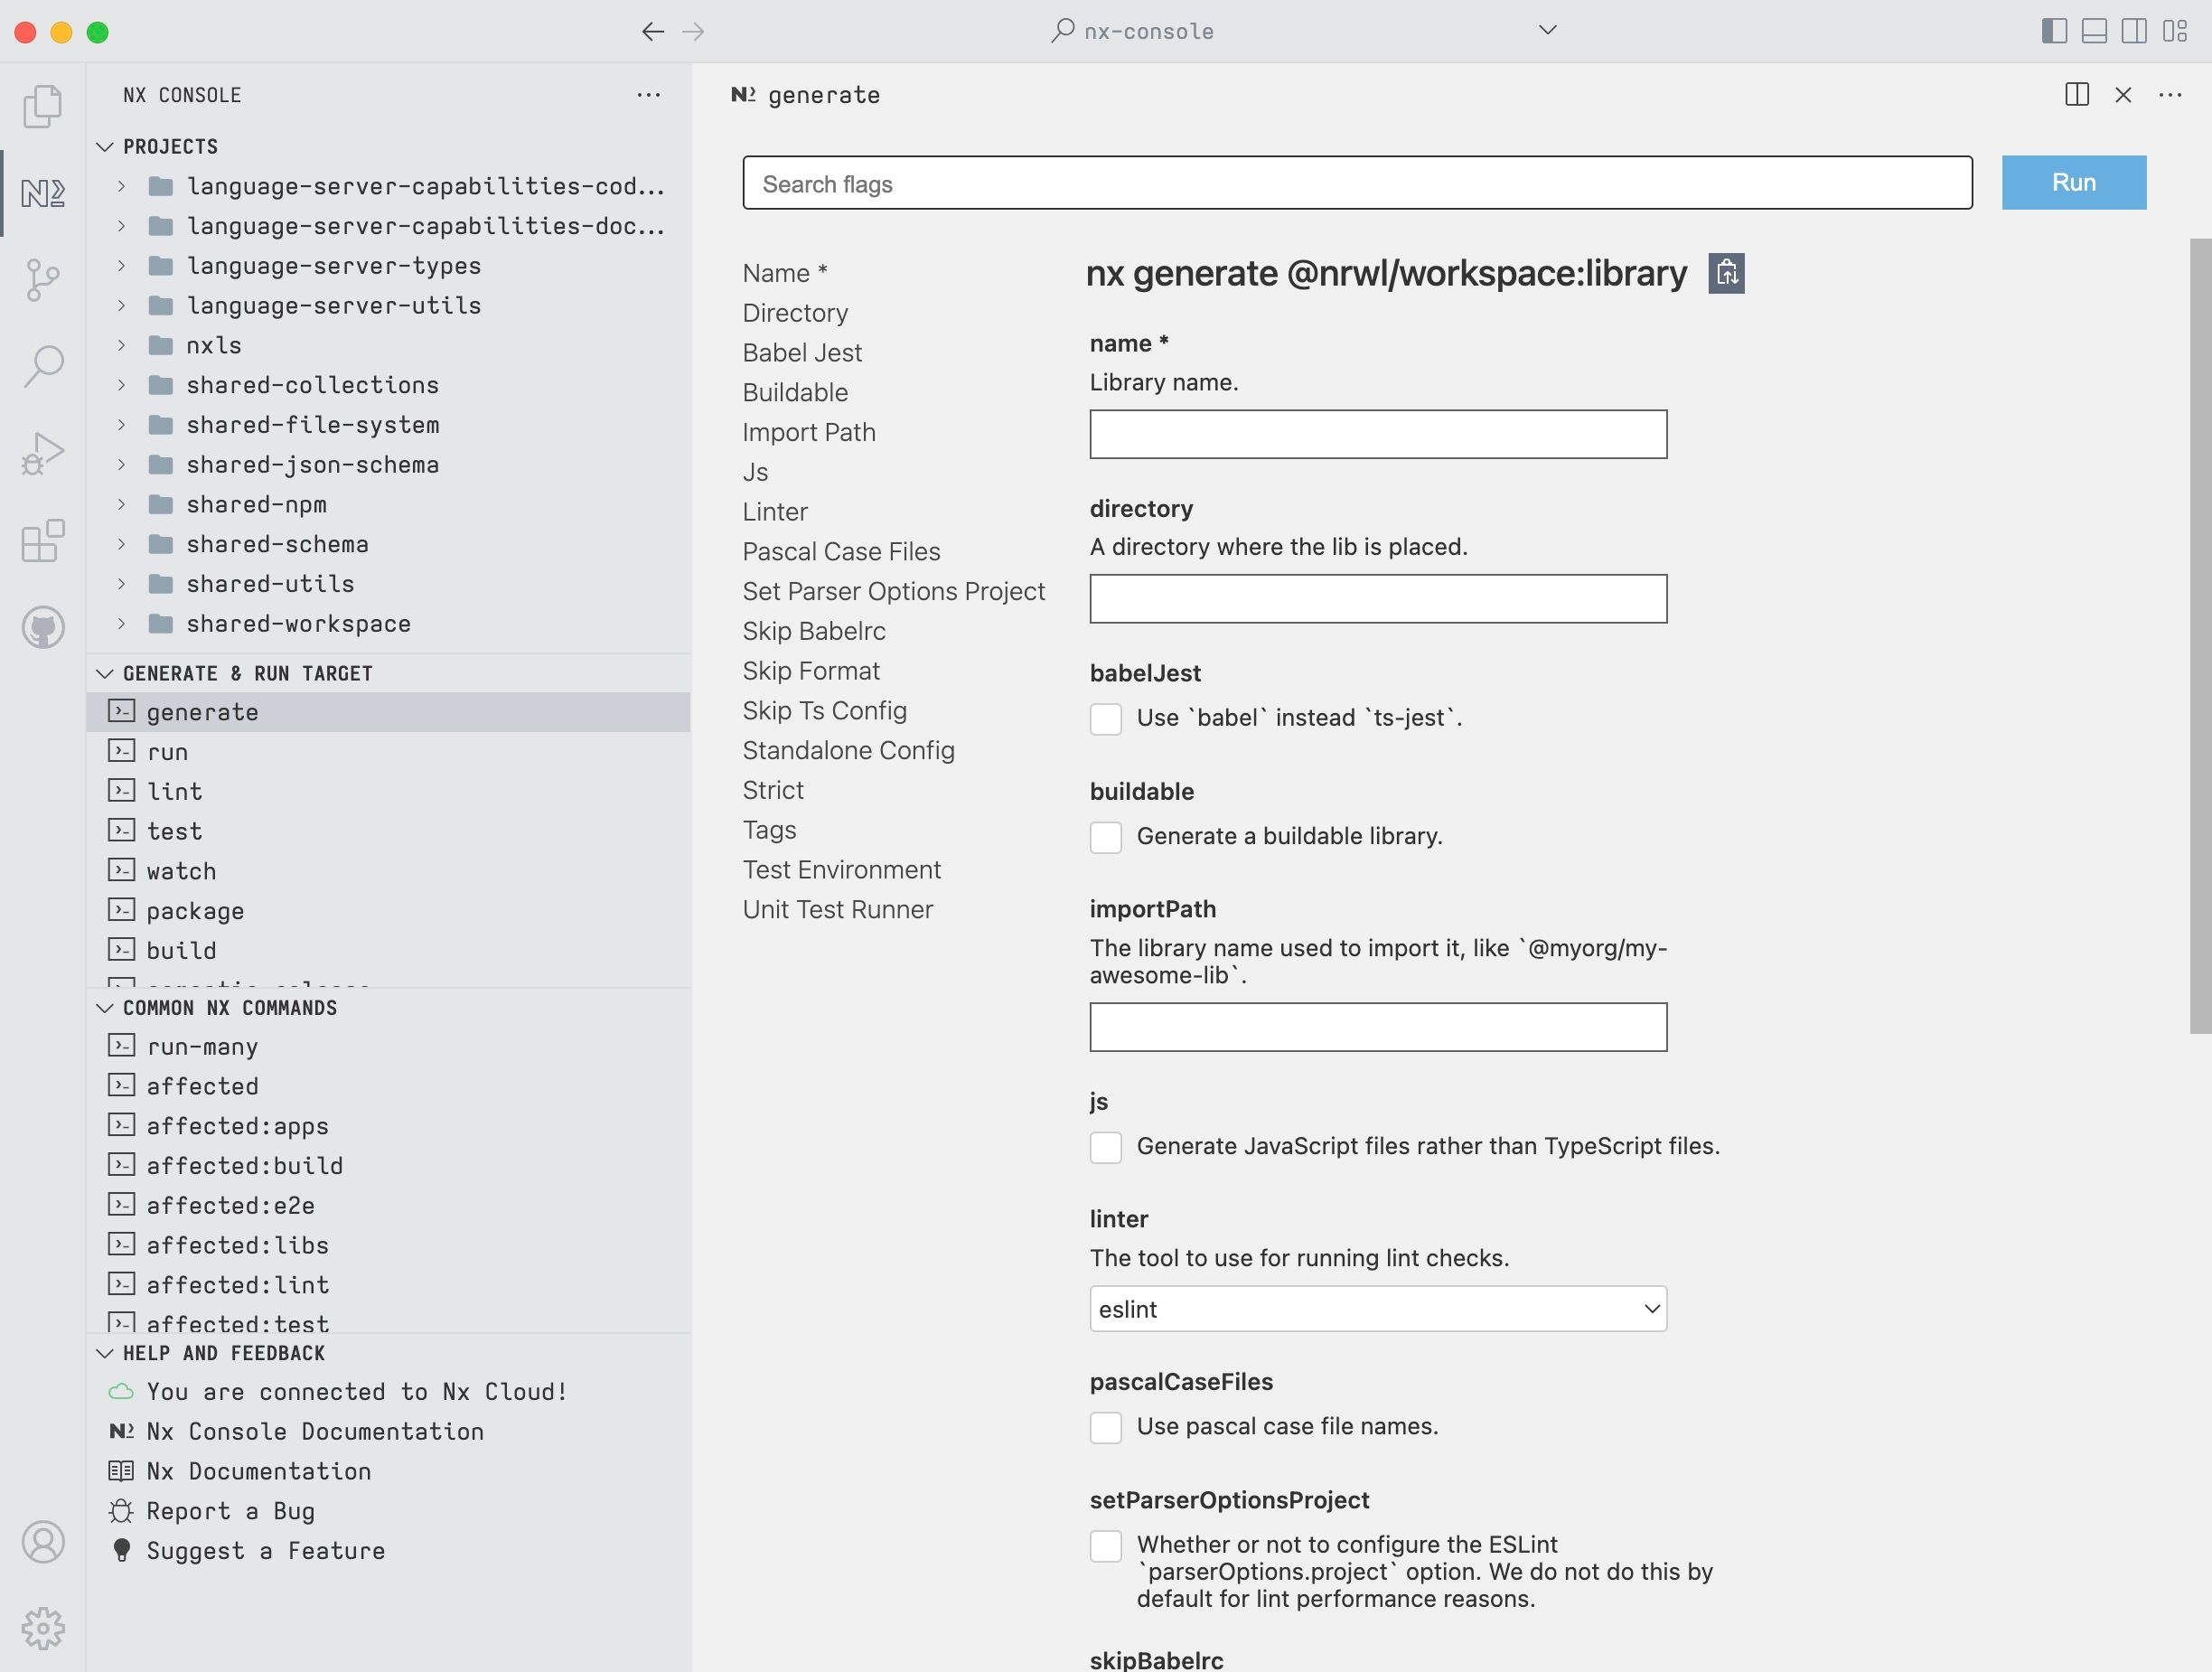 nx-console
NX CONSOLE
PROJECTS
language-server-capabilities-cod...
language-server-capabilities-doc...
language-server-types
language-server-utils
nxls
shared-collections
shared-file-system
shared-json-schema
shared-npm
shared-schema
shared-utils
shared-workspace
GENERATE & RUN TARGET
generate
run
lint
test
watch
package
build
COMMON NX COMMANDS
run-many
affected
affected:apps
affected:build
affected:e2e
affected:libs
affected:lint
affected:test
HELP AND FEEDBACK
You are connected to Nx Cloud!
Nx Console Documentation
Nx Documentation
Report a Bug
Suggest a Feature
generate
Search flags
Run
Name *
Directory
Babel Jest
Buildable
Import Path
Js
Linter
Pascal Case Files
Set Parser Options Project
Skip Babelrc
Skip Format
Skip Ts Config
Standalone Config
Strict
Tags
Test Environment
Unit Test Runner
nx generate @nrwl/workspace:library
name *
Library name.
directory
A directory where the lib is placed.
babelJest
Use `babel` instead `ts-jest`.
buildable
Generate a buildable library.
importPath
The library name used to import it, like `@myorg/my-
awesome-lib`.
js
Generate JavaScript files rather than TypeScript files.
linter
The tool to use for running lint checks.
eslint
pascalCaseFiles
Use pascal case file names.
setParserOptionsProject
Whether or not to configure the ESLint
`parserOptions.project` option. We do not do this by
default for lint performance reasons.
skipBabelrc